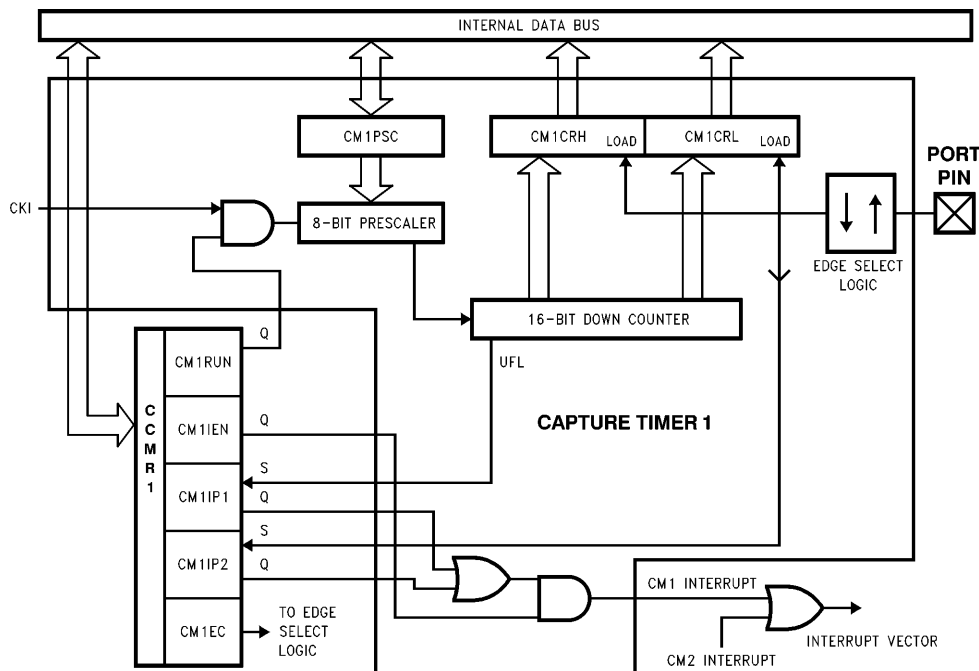 INTERNAL DATA BUS
CM1PSC
CM1CRH LOAD CM1CRL LOAD
PORT
PIN
CKI
8-BIT PRESCALER
EDGE SELECT
LOGIC
16-BIT DOWN COUNTER
UFL
CAPTURE TIMER 1
CCMR1
CM1RUN
Q
CM1IEN
Q
CM1IP1
S
Q
CM1IP2
S
Q
CM1EC
TO EDGE
SELECT
LOGIC
CM1 INTERRUPT
CM2 INTERRUPT
INTERRUPT VECTOR